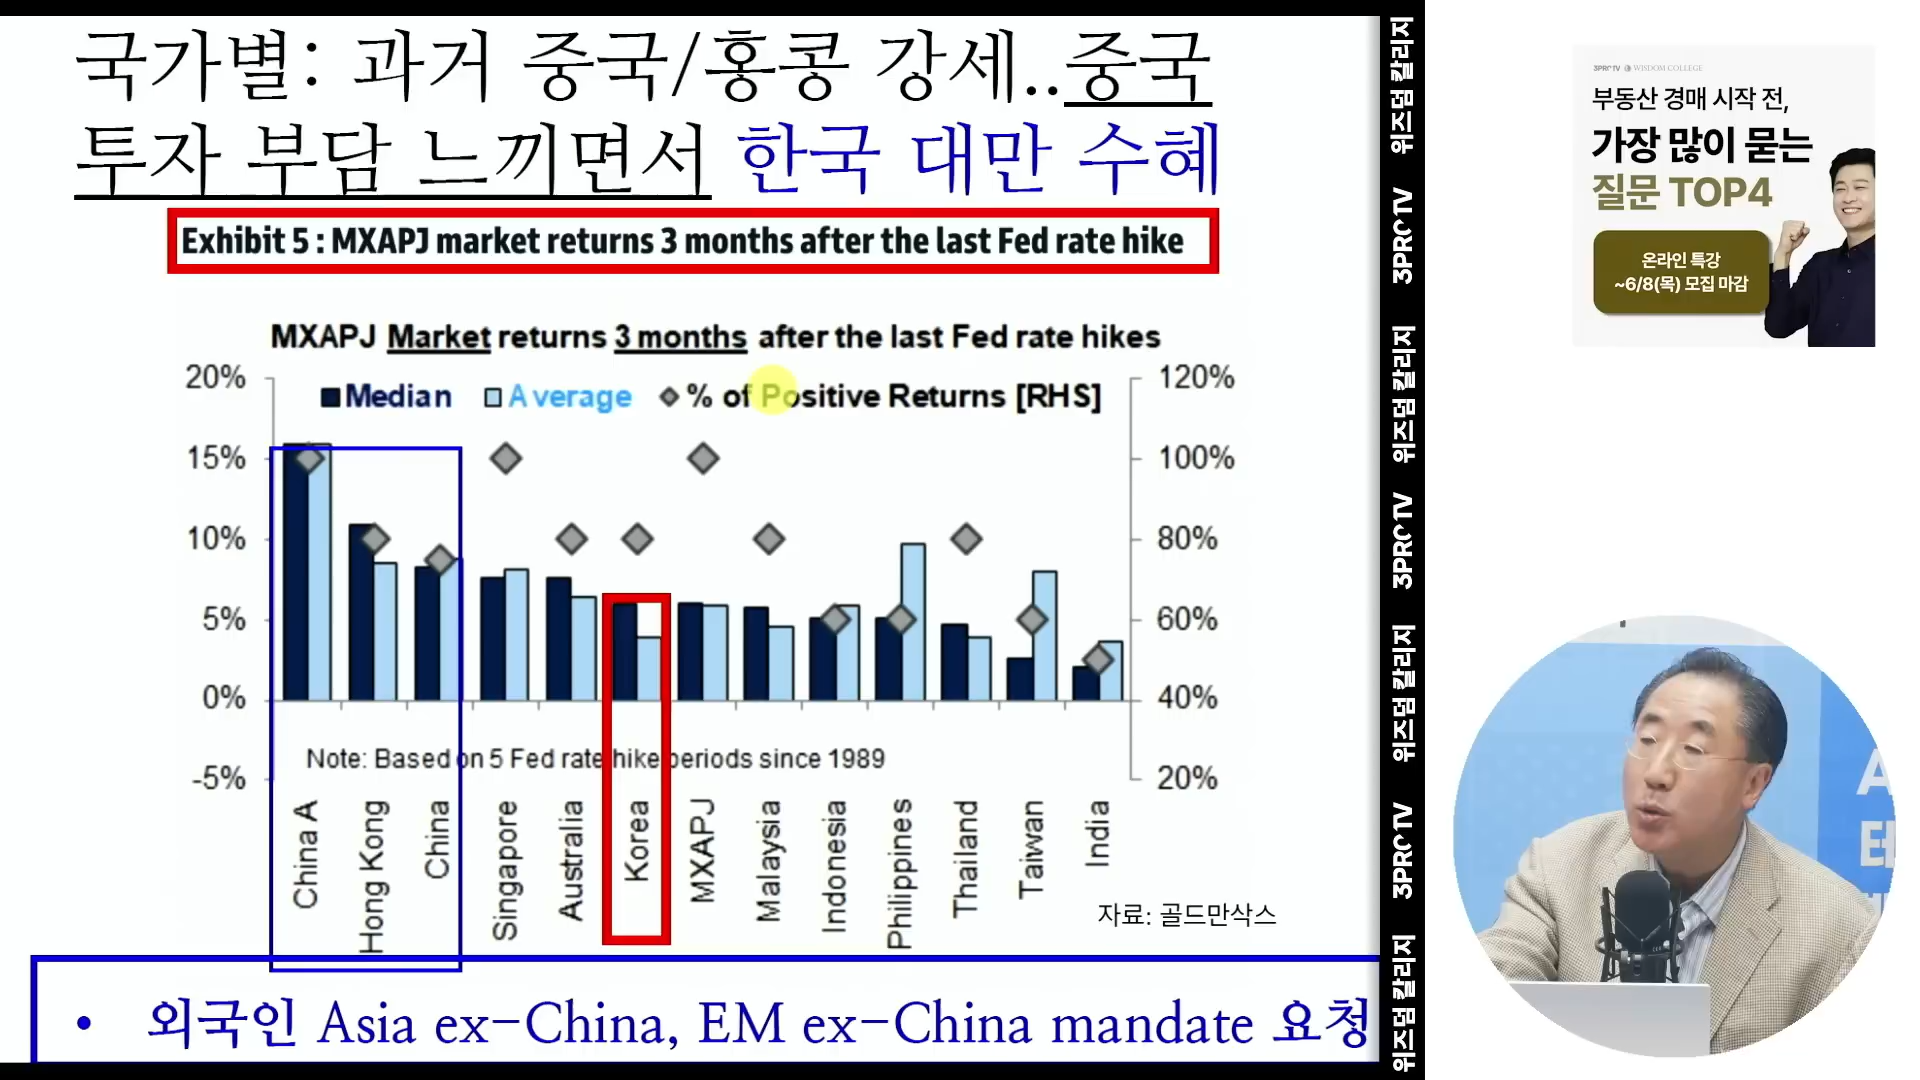 국가별: 과거 중국/홍콩 강세..중국
투자 부담 느끼면서 한국 대만 수혜
Exhibit 5 : MXAPJ market returns 3 months after the last Fed rate hike
MXAPJ Market returns 3 months after the last Fed rate hikes
Median Average % of Positive Returns [RHS]
20%
15%
10%
5%
0%
-5%
120%
100%
80%
60%
40%
20%
Note: Based on 5 Fed rate hike periods since 1989
China A
Hong Kong
China
Singapore
Australia
Korea
MXAPJ
Malaysia
Indonesia
Philippines
Thailand
Taiwan
India
자료: 골드만삭스
• 외국인 Asia ex-China, EM ex-China mandate 요청
위즈덤 칼리지
3PROTV
위즈덤 칼리지
3PROTV
위즈덤 칼리지
3PROTV
위즈덤 칼리지
3PROTV WISDOM COLLEGE
부동산 경매 시작 전,
가장 많이 묻는
질문 TOP4
온라인 특강
~6/8(목) 모집 마감